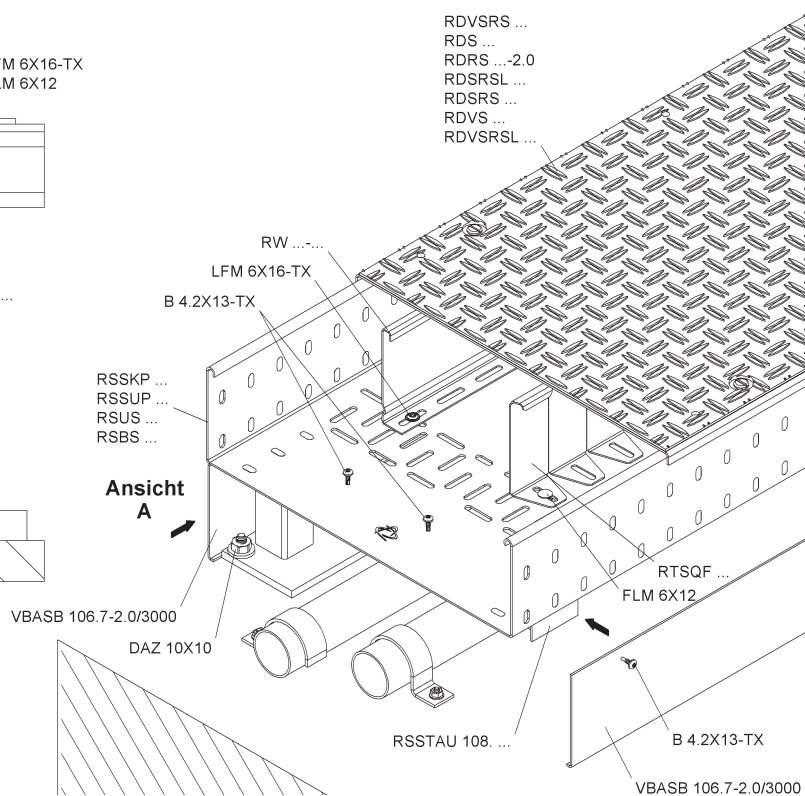 RDVSRS ...
RDS ...
RDRS ...-2.0
RDSRSL ...
RDSRS ...
RDVS ...
RDVSRSL ...
6X16-TX
6X12
RW ...-...
LFM 6X16-TX
B 4.2X13-TX
...
RSSKP ...
RSSUP ...
RSUS ...
RSBS ...
Ansicht
A
RTSQF ...
FLM 6X12
VBASB 106.7-2.0/3000
DAZ 10X10
RSSTAU 108. ...
B 4.2X13-TX
VBASB 106.7-2.0/3000